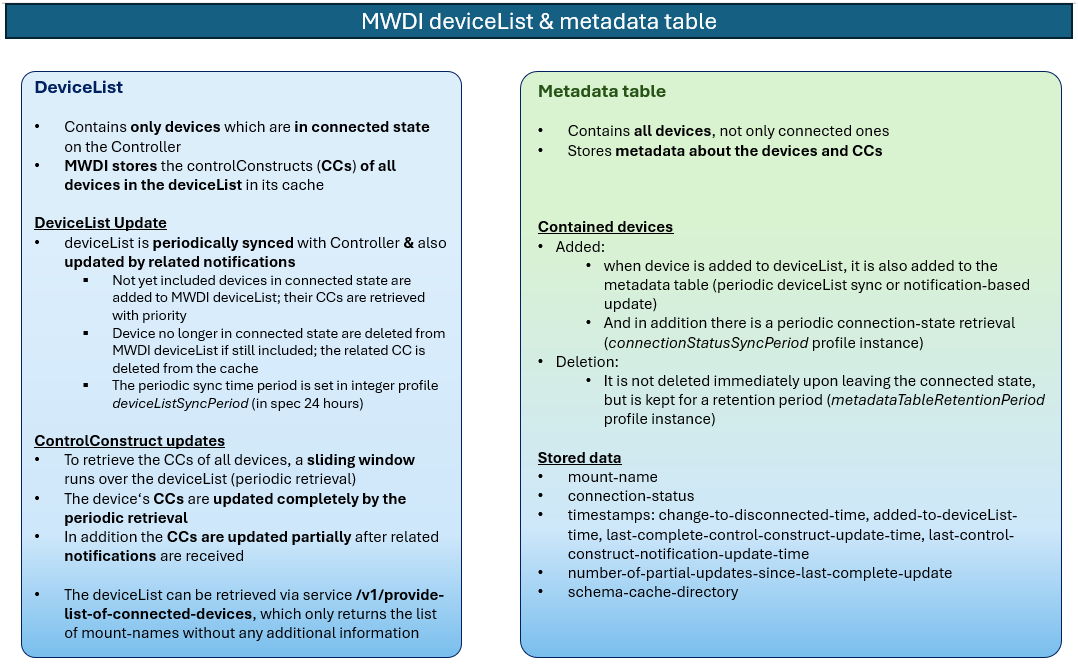 MWDI deviceList & metadata table
DeviceList
• Contains only devices which are in connected state
on the Controller
• MWDI stores the controlConstructs (CCs) of all
devices in the deviceList in its cache
DeviceList Update
• deviceList is periodically synced with Controller & also
updated by related notifications
▪ Not yet included devices in connected state are
added to MWDI deviceList; their CCs are retrieved
with priority
▪ Device no longer in connected state are deleted from
MWDI deviceList if still included; the related CC is
deleted from the cache
▪ The periodic sync time period is set in integer profile
deviceListSyncPeriod (in spec 24 hours)
ControlConstruct updates
• To retrieve the CCs of all devices, a sliding window
runs over the deviceList (periodic retrieval)
• The device‘s CCs are updated completely by the
periodic retrieval
• In addition the CCs are updated partially after related
notifications are received
• The deviceList can be retrieved via service /v1/provide-
list-of-connected-devices, which only returns the list
of mount-names without any additional information
Metadata table
• Contains all devices, not only connected ones
• Stores metadata about the devices and CCs
Contained devices
• Added:
• when device is added to deviceList, it is also added to the
metadata table (periodic deviceList sync or notification-based
update)
• And in addition there is a periodic connection-state retrieval
(connectionStatusSyncPeriod profile instance)
• Deletion:
• It is not deleted immediately upon leaving the connected state,
but is kept for a retention period (metadataTableRetentionPeriod
profile instance)
Stored data
• mount-name
• connection-status
• timestamps: change-to-disconnected-time, added-to-deviceList-
time, last-complete-control-construct-update-time, last-control-
construct-notification-update-time
• number-of-partial-updates-since-last-complete-update
• schema-cache-directory